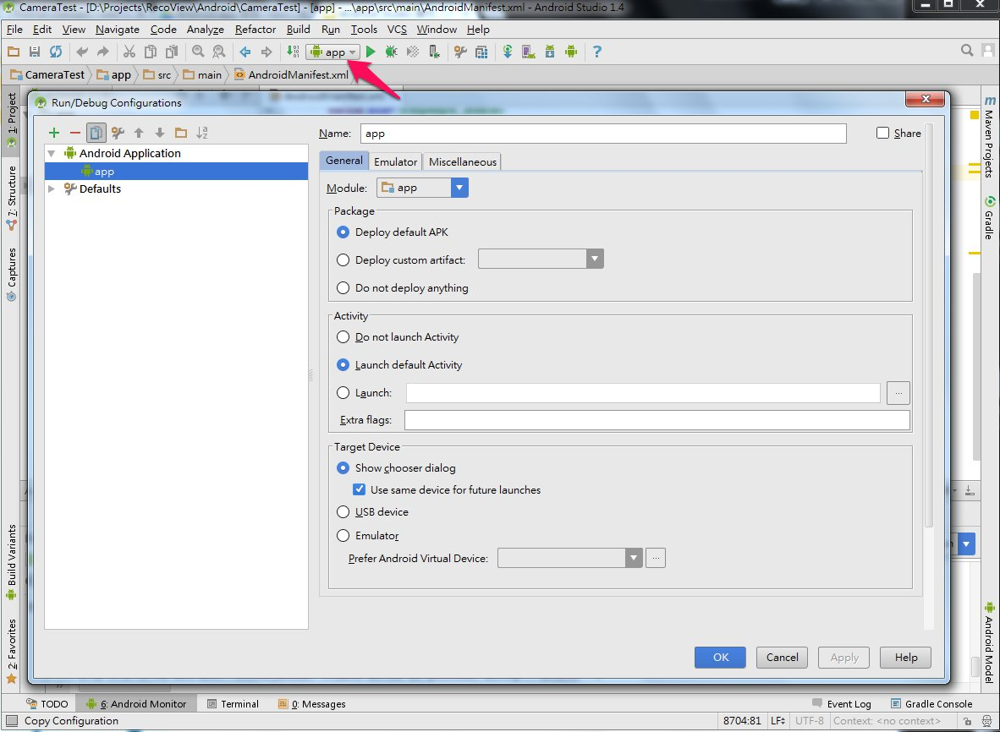 CameraTest - [D:\Projects\RecoView\Android\CameraTest] - [app] - ...\app\src\main\AndroidManifest.xml - Android Studio 1.4
File Edit View Navigate Code Analyze Refactor Build Run Tools VCS Window Help
app
CameraTest app src main AndroidManifest.xml
1: Project
7: Structure
Captures
Build Variants
2: Favorites
Run/Debug Configurations
Android Application
app
Defaults
Name: app Share
General Emulator Miscellaneous
Module: app
Package
Deploy default APK
Deploy custom artifact:
Do not deploy anything
Activity
Do not launch Activity
Launch default Activity
Launch: ...
Extra flags:
Target Device
Show chooser dialog
Use same device for future launches
USB device
Emulator
Prefer Android Virtual Device: ...
OK Cancel Apply Help
m Maven Projects
Gradle
Android Model
TODO 6: Android Monitor Terminal 0: Messages Event Log Gradle Console
Copy Configuration 8704:81 LF UTF-8 Context: <no context>